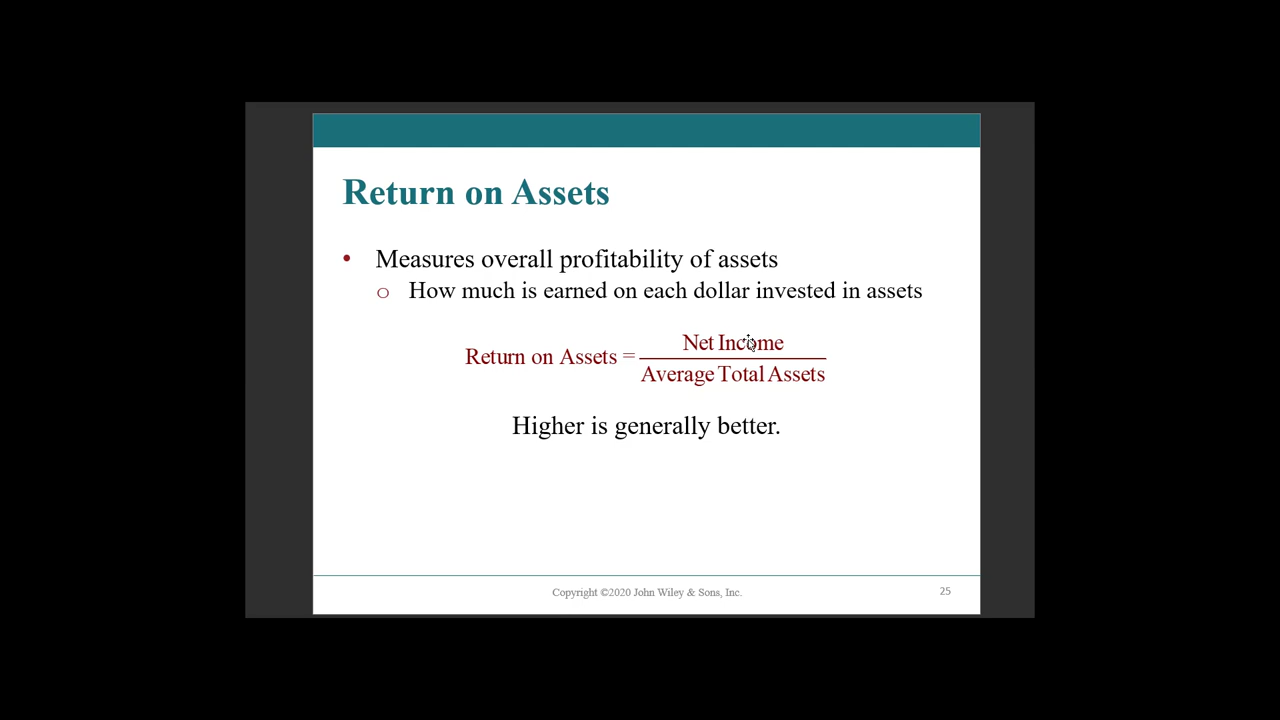 Return on Assets
• Measures overall profitability of assets
o How much is earned on each dollar invested in assets
Return on Assets = Net Income / Average Total Assets
Higher is generally better.
Copyright ©2020 John Wiley & Sons, Inc. 25